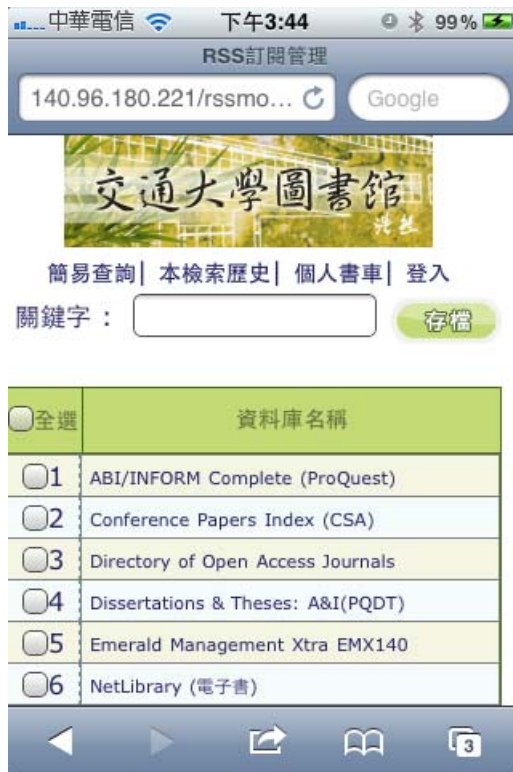 中華電信 下午3:44 99%
RSS訂閱管理
140.96.180.221/rssmo... Google
交通大學圖書館
浩然
簡易查詢| 本檢索歷史| 個人書車| 登入
關鍵字： 存檔
全選 資料庫名稱
1 ABI/INFORM Complete (ProQuest)
2 Conference Papers Index (CSA)
3 Directory of Open Access Journals
4 Dissertations & Theses: A&I(PQDT)
5 Emerald Management Xtra EMX140
6 NetLibrary (電子書)
3